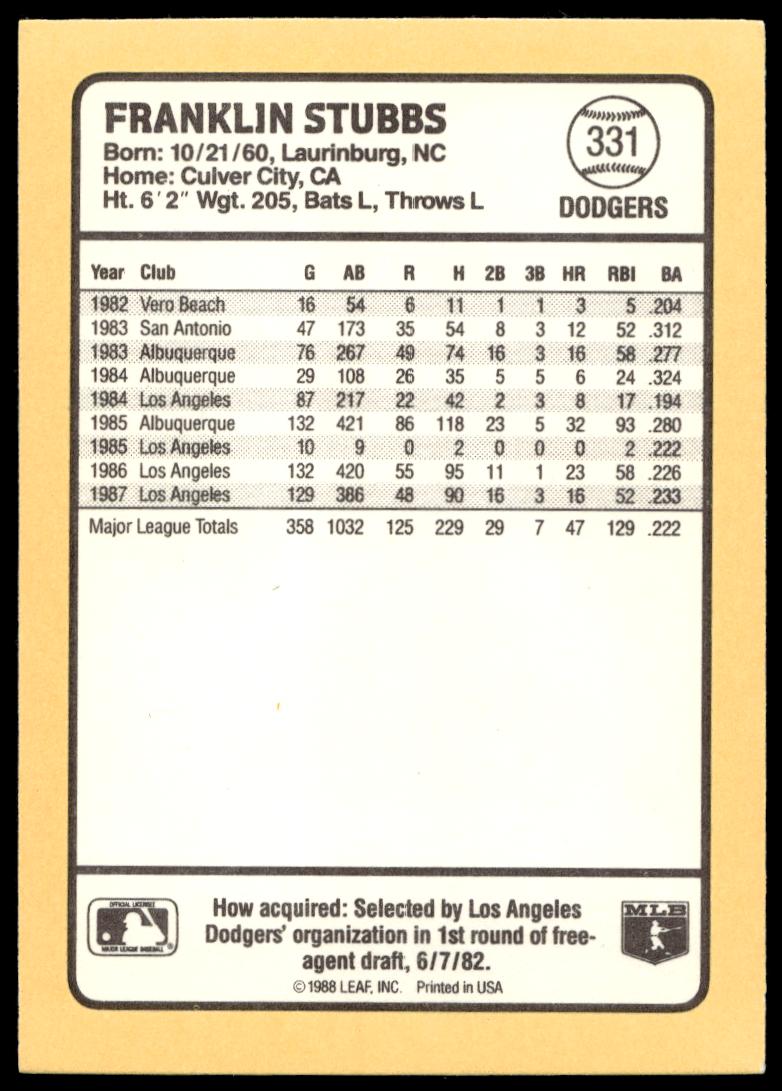 FRANKLIN STUBBS
Born: 10/21/60, Laurinburg, NC
Home: Culver City, CA
Ht. 6'2" Wgt. 205, Bats L, Throws L
331
DODGERS
Year Club G AB R H 2B 3B HR RBI BA
1982 Vero Beach 16 54 6 11 1 1 3 5 .204
1983 San Antonio 47 173 35 54 8 3 12 52 .312
1983 Albuquerque 76 267 49 74 16 3 16 58 .277
1984 Albuquerque 29 108 26 35 5 5 6 24 .324
1984 Los Angeles 87 217 22 42 2 3 8 17 .194
1985 Albuquerque 132 421 86 118 23 5 32 93 .280
1985 Los Angeles 10 9 0 2 0 0 0 2 .222
1986 Los Angeles 132 420 55 95 11 1 23 58 .226
1987 Los Angeles 129 386 48 90 16 3 16 52 .233
Major League Totals 358 1032 125 229 29 7 47 129 .222
OFFICIAL LICENSEE
MAJOR LEAGUE BASEBALL ®
How acquired: Selected by Los Angeles
Dodgers' organization in 1st round of free-
agent draft, 6/7/82.
© 1988 LEAF, INC. Printed in USA
MLB